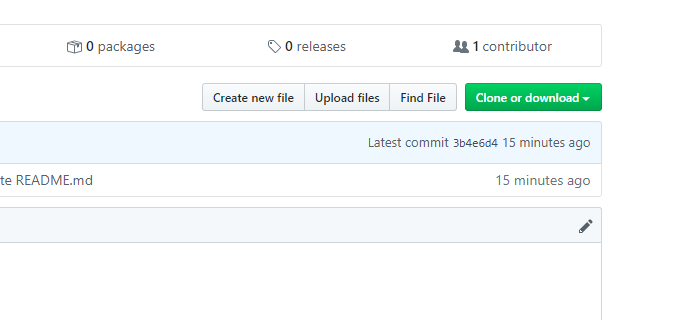 0 packages 0 releases 1 contributor
Create new file Upload files Find File Clone or download
Latest commit 3b4e6d4 15 minutes ago
te README.md 15 minutes ago